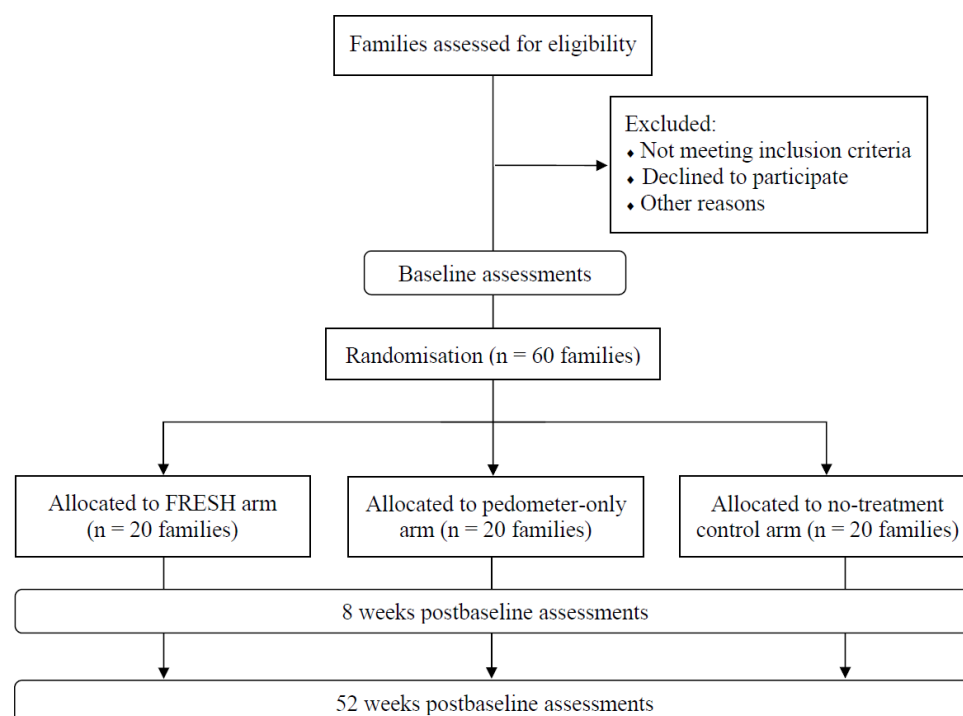 Families assessed for eligibility
Excluded:
⬧ Not meeting inclusion criteria
⬧ Declined to participate
⬧ Other reasons
Baseline assessments
Randomisation (n = 60 families)
Allocated to FRESH arm
(n = 20 families)
Allocated to pedometer-only
arm (n = 20 families)
Allocated to no-treatment
control arm (n = 20 families)
8 weeks postbaseline assessments
52 weeks postbaseline assessments